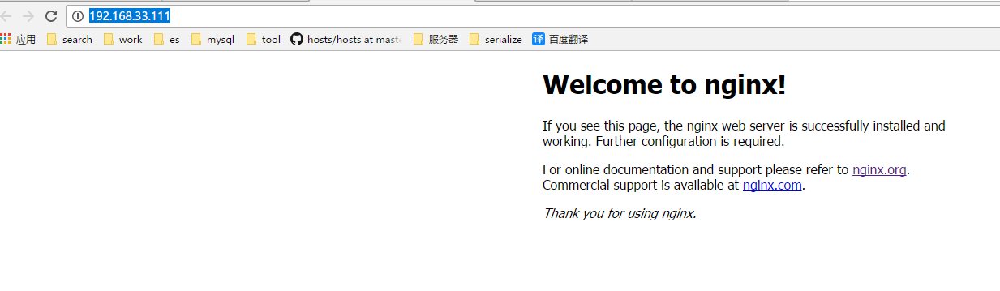 192.168.33.111
应用 search work es mysql tool hosts/hosts at maste 服务器 serialize 译 百度翻译
Welcome to nginx!
If you see this page, the nginx web server is successfully installed and
working. Further configuration is required.
For online documentation and support please refer to nginx.org.
Commercial support is available at nginx.com.
Thank you for using nginx.